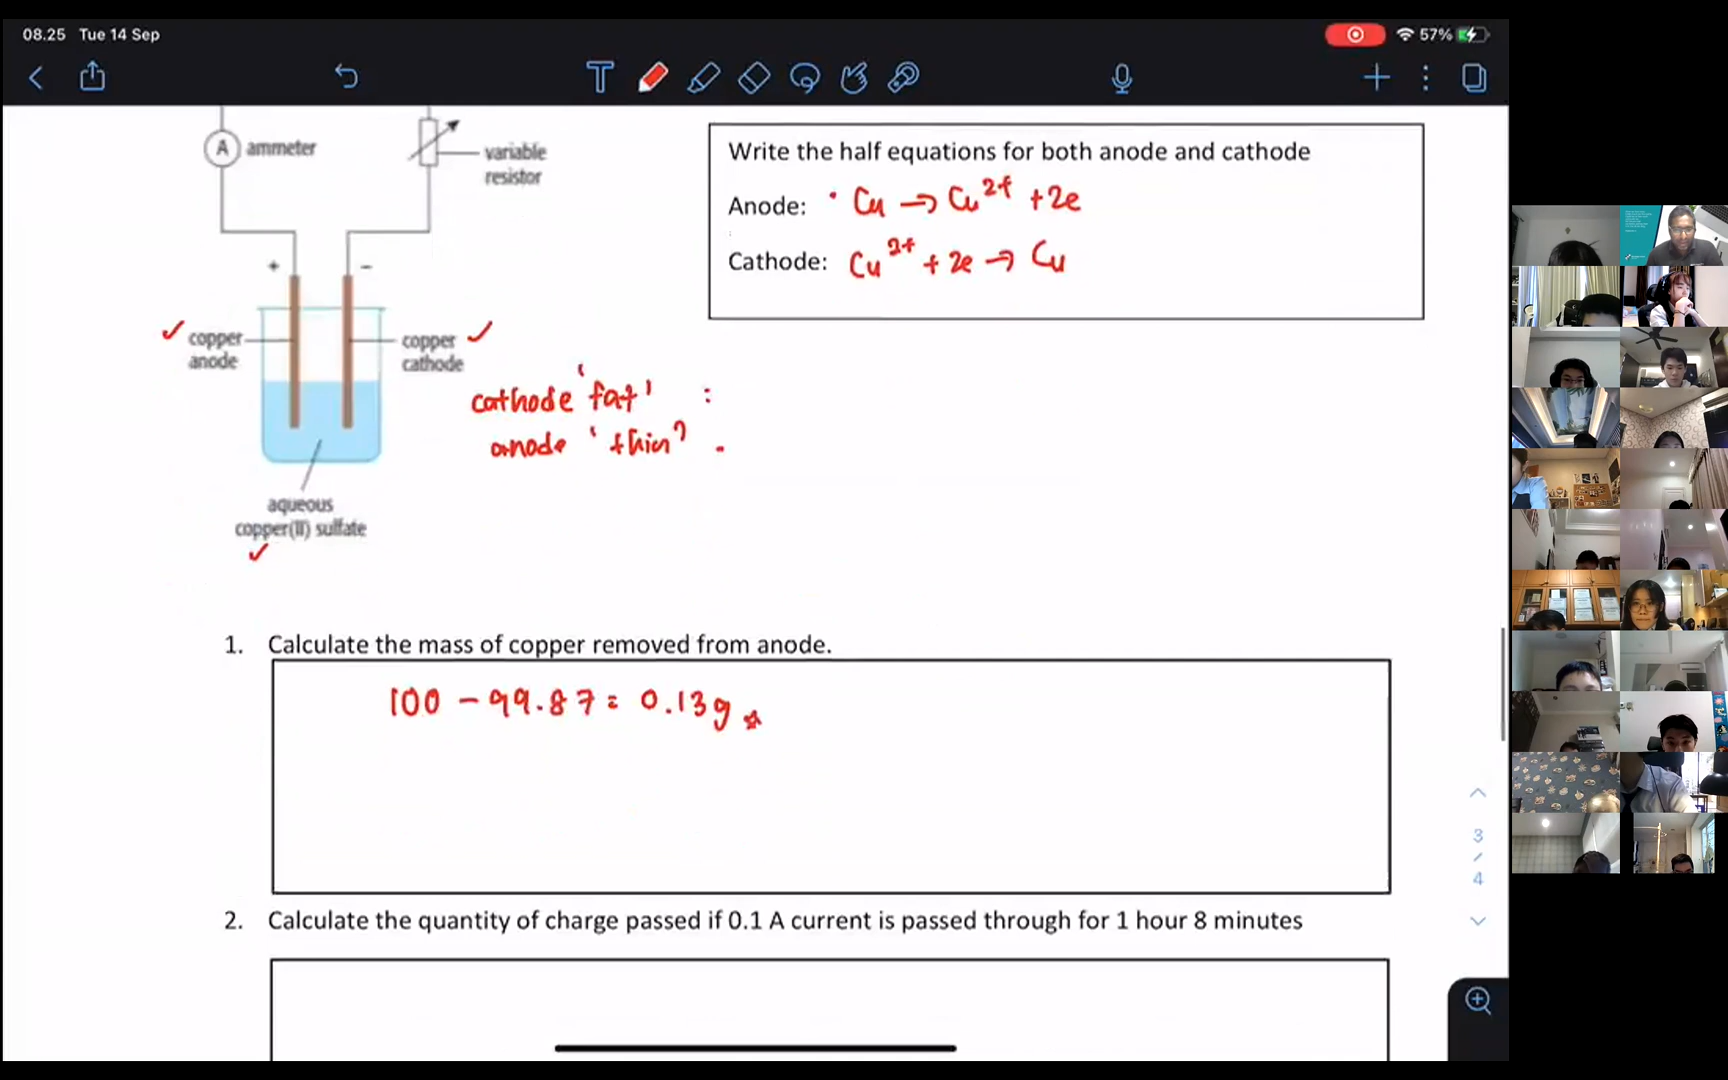 08.25 Tue 14 Sep
57%
A ammeter
variable
resistor
Write the half equations for both anode and cathode
Anode: Cu → Cu²⁺ + 2e
Cathode: Cu²⁺ + 2e → Cu
+ −
copper
anode
copper
cathode
cathode 'fat' :
anode 'thin'
aqueous
copper(II) sulfate
1. Calculate the mass of copper removed from anode.
100 - 99.87 = 0.13g
3
/
4
2. Calculate the quantity of charge passed if 0.1 A current is passed through for 1 hour 8 minutes